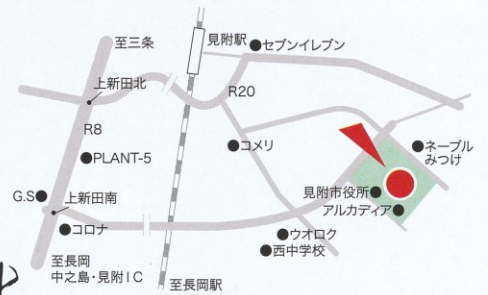 至三条
見附駅
セブンイレブン
上新田北
R20
R8
コメリ
ネーブル
みつけ
PLANT-5
見附市役所
アルカディア
G.S
上新田南
コロナ
ウオロク
西中学校
至長岡
中之島・見附IC
至長岡駅